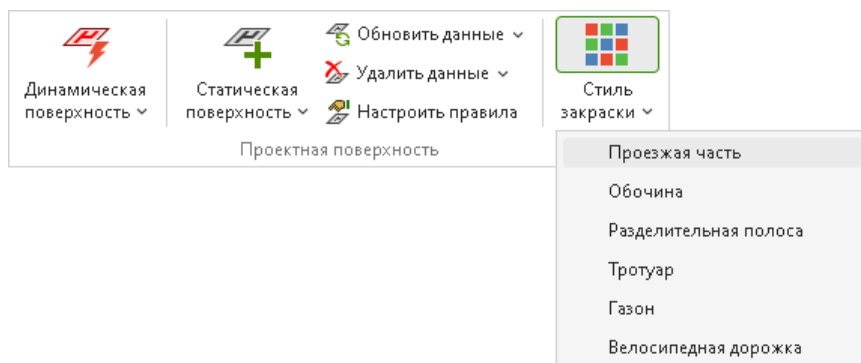 Динамическая
поверхность
Статическая
поверхность
Обновить данные
Удалить данные
Настроить правила
Стиль
закраски
Проектная поверхность
Проезжая часть
Обочина
Разделительная полоса
Тротуар
Газон
Велосипедная дорожка